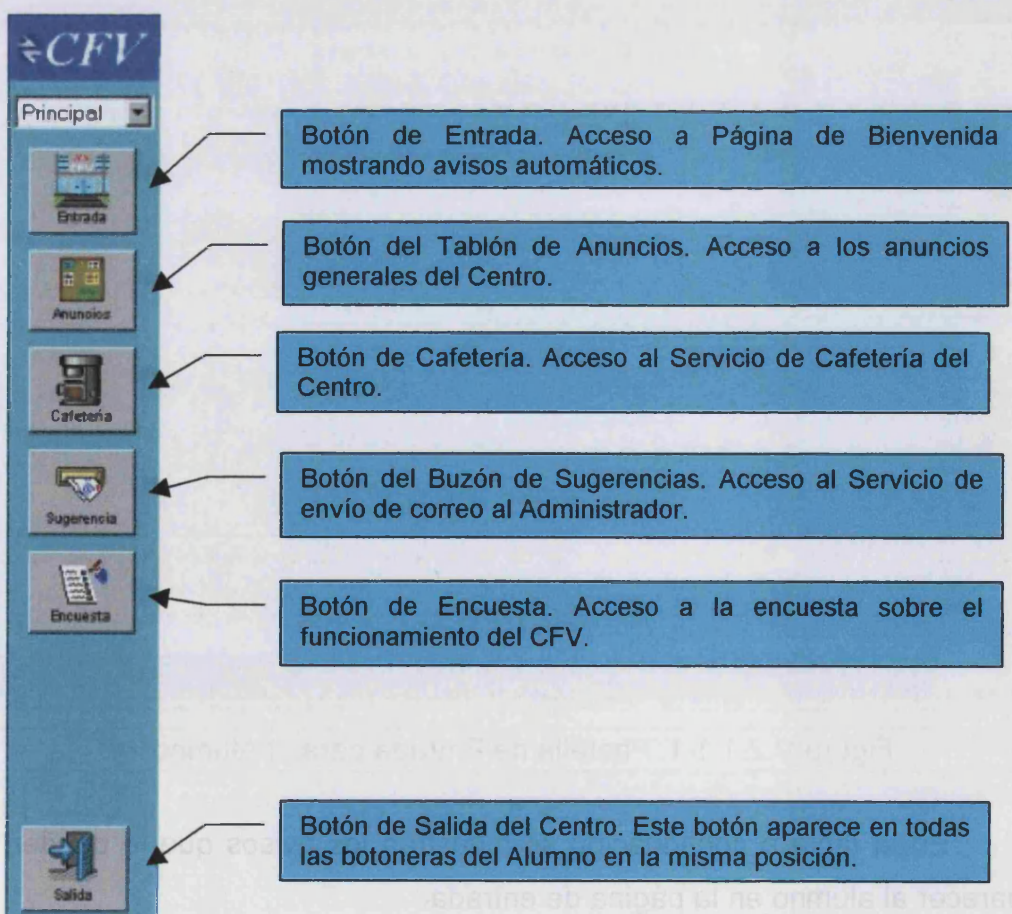 CFV
Principal
Botón de Entrada. Acceso a Página de Bienvenida
mostrando avisos automáticos.
Entrada
Botón del Tablón de Anuncios. Acceso a los anuncios
generales del Centro.
Anuncios
Botón de Cafetería. Acceso al Servicio de Cafetería del
Centro.
Cafetería
Botón del Buzón de Sugerencias. Acceso al Servicio de
envío de correo al Administrador.
Sugerencia
Botón de Encuesta. Acceso a la encuesta sobre el
funcionamiento del CFV.
Encuesta
Botón de Salida del Centro. Este botón aparece en todas
las botoneras del Alumno en la misma posición.
Salida